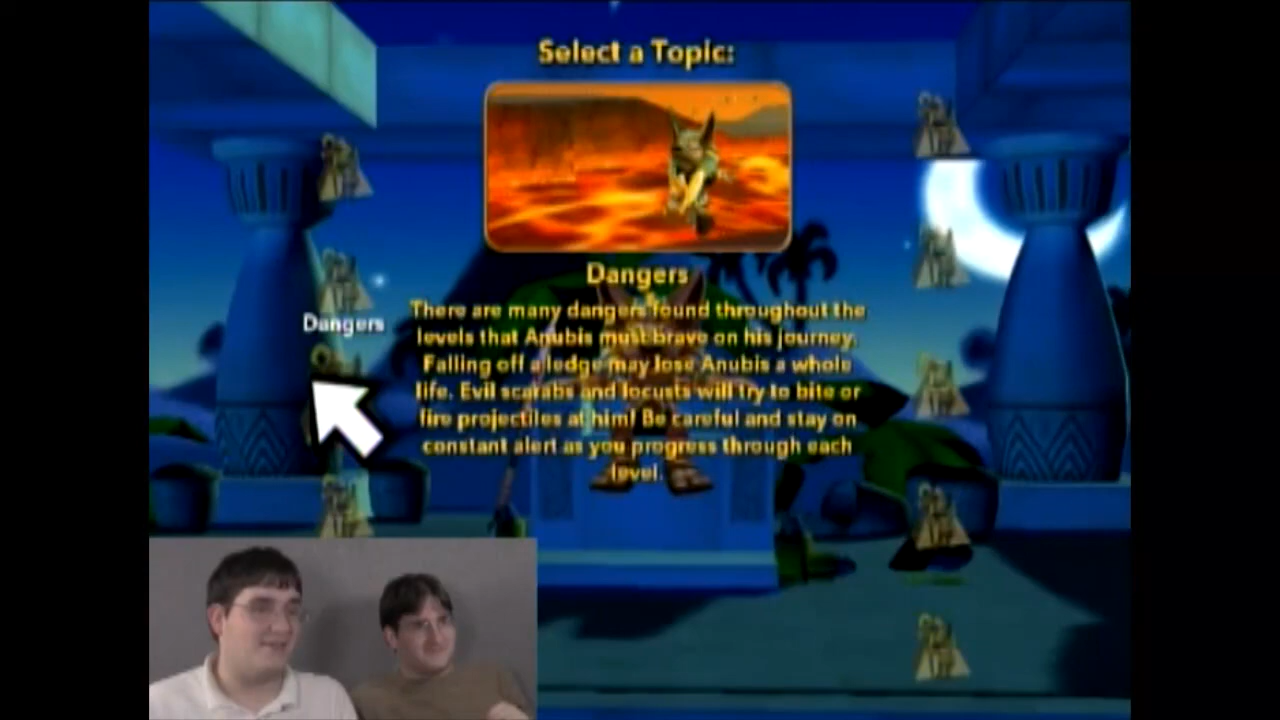 Select a Topic:
Dangers
Dangers
There are many dangers found throughout the
levels that Anubis must brave on his journey.
Falling off a ledge may lose Anubis a whole
life. Evil scarabs and locusts will try to bite or
fire projectiles at him! Be careful and stay on
constant alert as you progress through each
level.